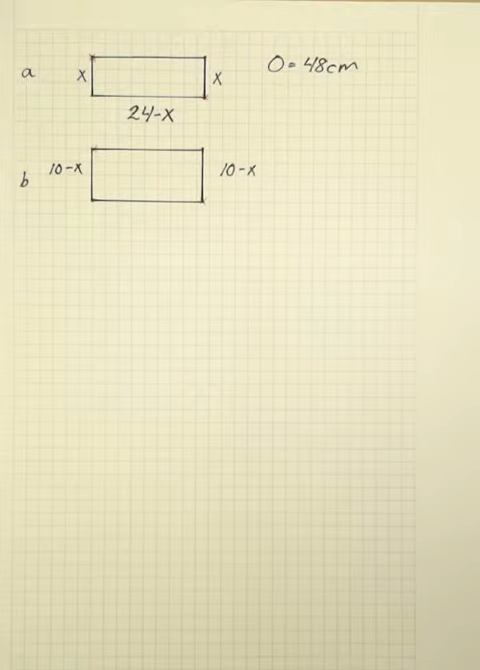 a x x O = 48cm
24-x
b 10-x 10-x